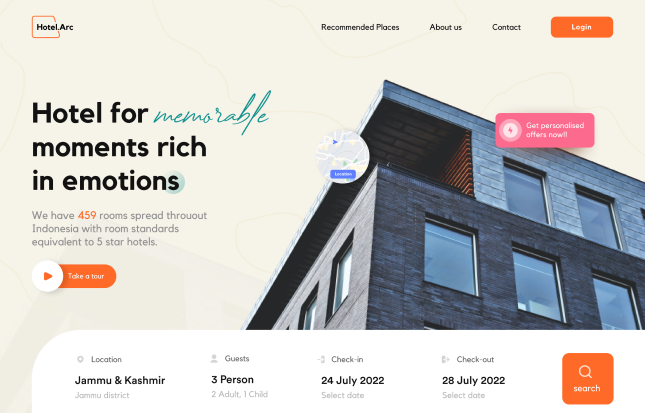 Hotel.Arc
Recommended Places
About us
Contact
Login
Hotel for memorable
moments rich
in emotions
We have 459 rooms spread througout
Indonesia with room standards
equivalent to 5 star hotels.
Take a tour
Location
Get personalised
offers now!!
Location
Jammu & Kashmir
Jammu district
Guests
3 Person
2 Adult, 1 Child
Check-in
24 July 2022
Select date
Check-out
28 July 2022
Select date
search